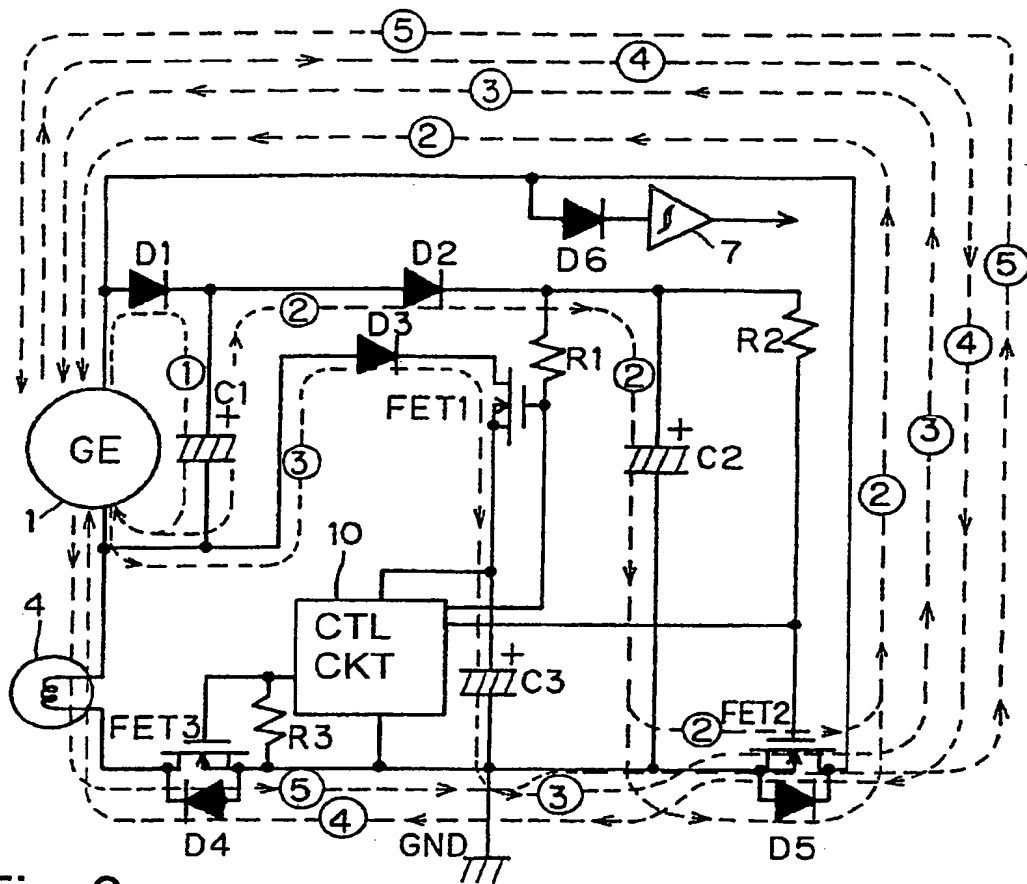 ⑤
④
③
②
D6
7
D1
D2
⑤
②
D3
④
R2
①
C1
+
R1
②
FET1
+
③
GE
③
C2
②
1
10
4
CTL
CKT
+
C3
FET3
R3
②
FET2
⑤
③
④
D4
GND
D5